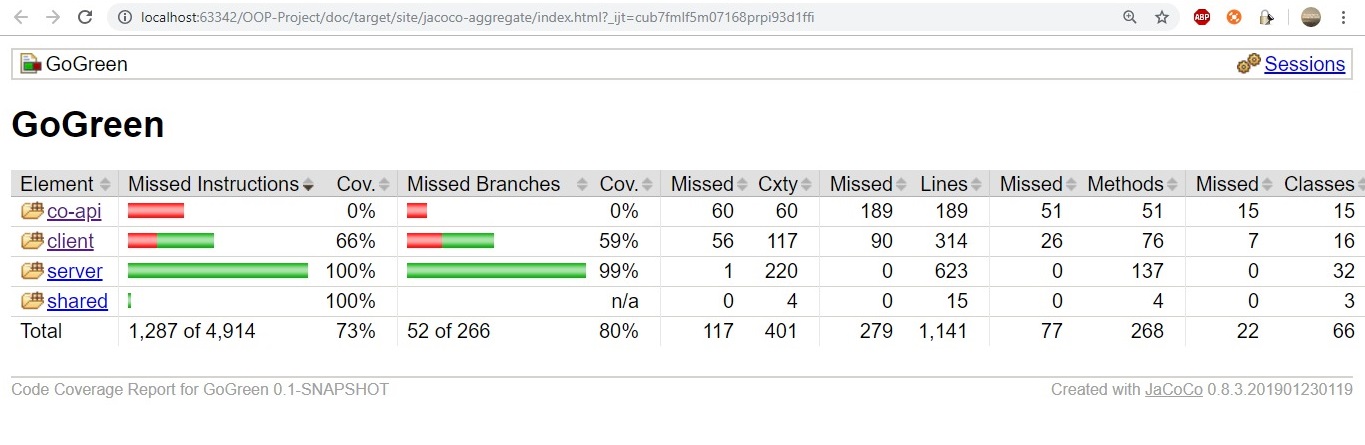 localhost:63342/OOP-Project/doc/target/site/jacoco-aggregate/index.html?_ijt=cub7fmlf5m07168prpi93d1ffi
ABP
GoGreen Sessions
GoGreen
Element Missed Instructions Cov. Missed Branches Cov. Missed Cxty Missed Lines Missed Methods Missed Classes
co-api 0% 0% 60 60 189 189 51 51 15 15
client 66% 59% 56 117 90 314 26 76 7 16
server 100% 99% 1 220 0 623 0 137 0 32
shared 100% n/a 0 4 0 15 0 4 0 3
Total 1,287 of 4,914 73% 52 of 266 80% 117 401 279 1,141 77 268 22 66
Code Coverage Report for GoGreen 0.1-SNAPSHOT Created with JaCoCo 0.8.3.201901230119